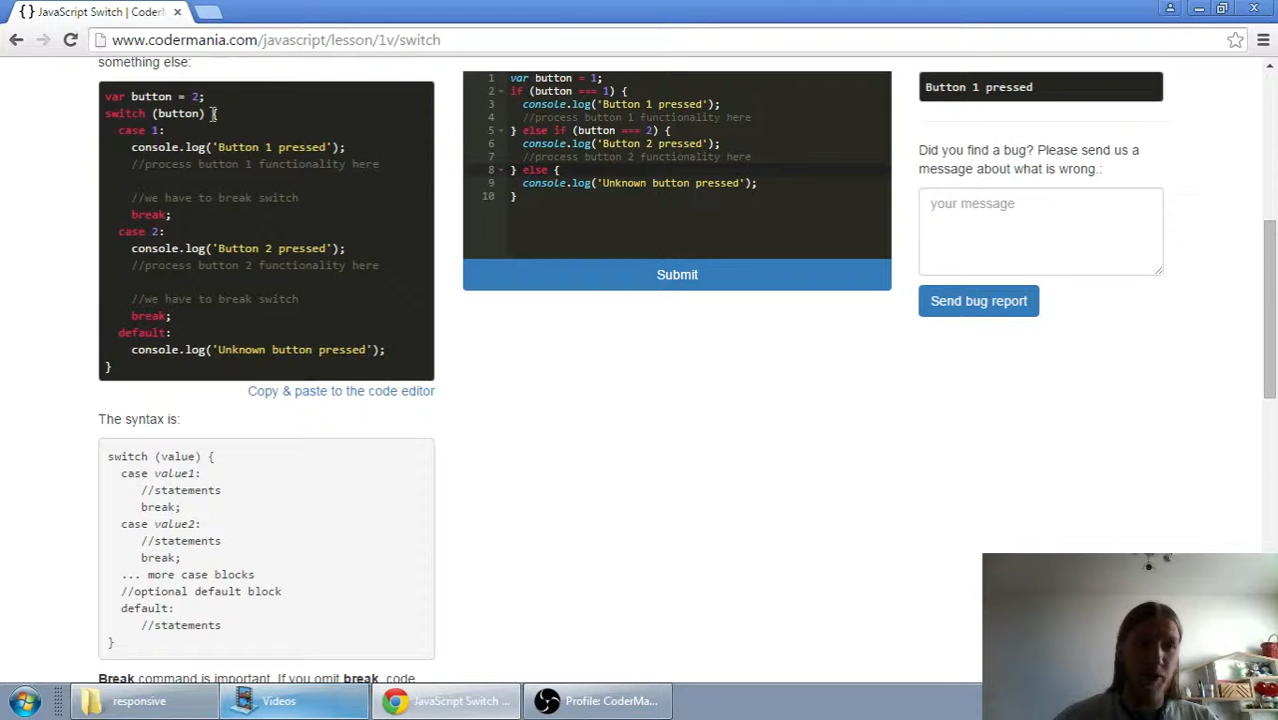 { } JavaScript Switch | Coder
www.codermania.com/javascript/lesson/1v/switch
something else:
var button = 2;
switch (button) {
case 1:
console.log('Button 1 pressed');
//process button 1 functionality here
//we have to break switch
break;
case 2:
console.log('Button 2 pressed');
//process button 2 functionality here
//we have to break switch
break;
default:
console.log('Unknown button pressed');
}
Copy & paste to the code editor
The syntax is:
switch (value) {
case value1:
//statements
break;
case value2:
//statements
break;
... more case blocks
//optional default block
default:
//statements
}
Break command is important. If you omit break, code
1 var button = 1;
2 if (button === 1) {
3 console.log('Button 1 pressed');
4 //process button 1 functionality here
5 } else if (button === 2) {
6 console.log('Button 2 pressed');
7 //process button 2 functionality here
8 } else {
9 console.log('Unknown button pressed');
10 }
Submit
Button 1 pressed
Did you find a bug? Please send us a
message about what is wrong.:
your message
Send bug report
responsive
Videos
JavaScript Switch ...
Profile: CoderMa...